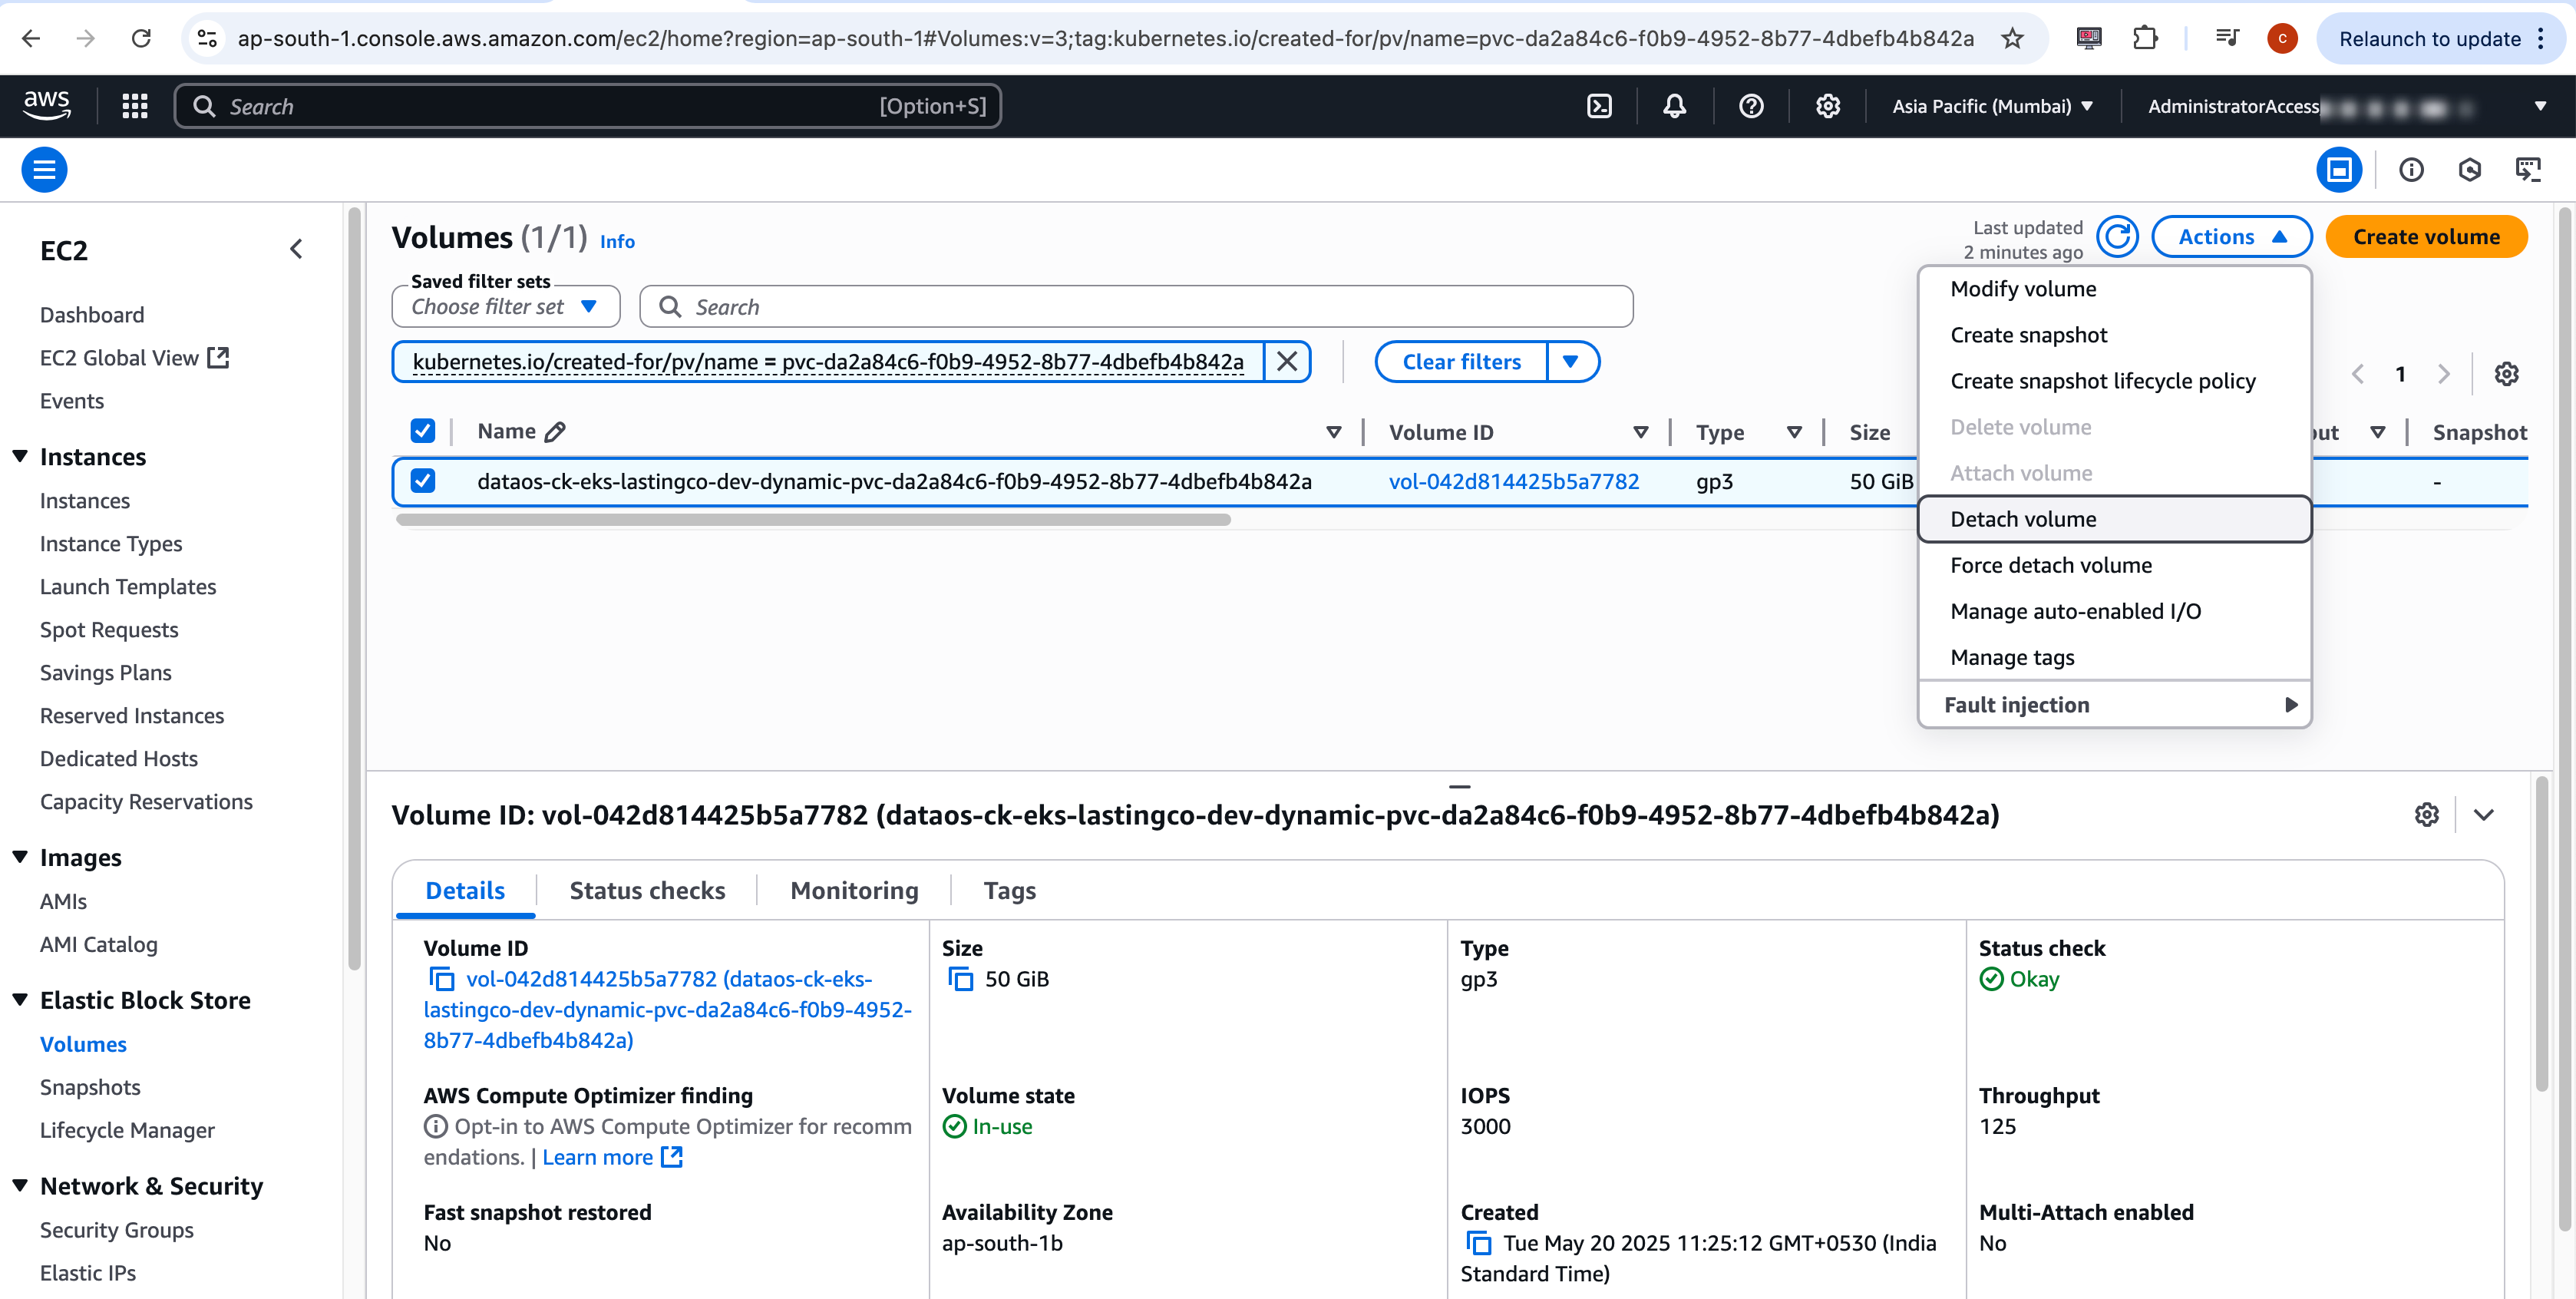 ap-south-1.console.aws.amazon.com/ec2/home?region=ap-south-1#Volumes:v=3;tag:kubernetes.io/created-for/pv/name=pvc-da2a84c6-f0b9-4952-8b77-4dbefb4b842a
C
Relaunch to update
aws
Search
[Option+S]
Asia Pacific (Mumbai)
AdministratorAccess
EC2
Dashboard
EC2 Global View
Events
Instances
Instances
Instance Types
Launch Templates
Spot Requests
Savings Plans
Reserved Instances
Dedicated Hosts
Capacity Reservations
Images
AMIs
AMI Catalog
Elastic Block Store
Volumes
Snapshots
Lifecycle Manager
Network & Security
Security Groups
Elastic IPs
Volumes (1/1) Info
Last updated
2 minutes ago
Actions
Create volume
Saved filter sets
Choose filter set
Search
kubernetes.io/created-for/pv/name = pvc-da2a84c6-f0b9-4952-8b77-4dbefb4b842a
Clear filters
1
Name
Volume ID
Type
Size
out
Snapshot
dataos-ck-eks-lastingco-dev-dynamic-pvc-da2a84c6-f0b9-4952-8b77-4dbefb4b842a
vol-042d814425b5a7782
gp3
50 GiB
-
Modify volume
Create snapshot
Create snapshot lifecycle policy
Delete volume
Attach volume
Detach volume
Force detach volume
Manage auto-enabled I/O
Manage tags
Fault injection
Volume ID: vol-042d814425b5a7782 (dataos-ck-eks-lastingco-dev-dynamic-pvc-da2a84c6-f0b9-4952-8b77-4dbefb4b842a)
Details
Status checks
Monitoring
Tags
Volume ID
vol-042d814425b5a7782 (dataos-ck-eks-
lastingco-dev-dynamic-pvc-da2a84c6-f0b9-4952-
8b77-4dbefb4b842a)
Size
50 GiB
Type
gp3
Status check
Okay
AWS Compute Optimizer finding
Opt-in to AWS Compute Optimizer for recomm
endations. | Learn more
Volume state
In-use
IOPS
3000
Throughput
125
Fast snapshot restored
No
Availability Zone
ap-south-1b
Created
Tue May 20 2025 11:25:12 GMT+0530 (India
Standard Time)
Multi-Attach enabled
No